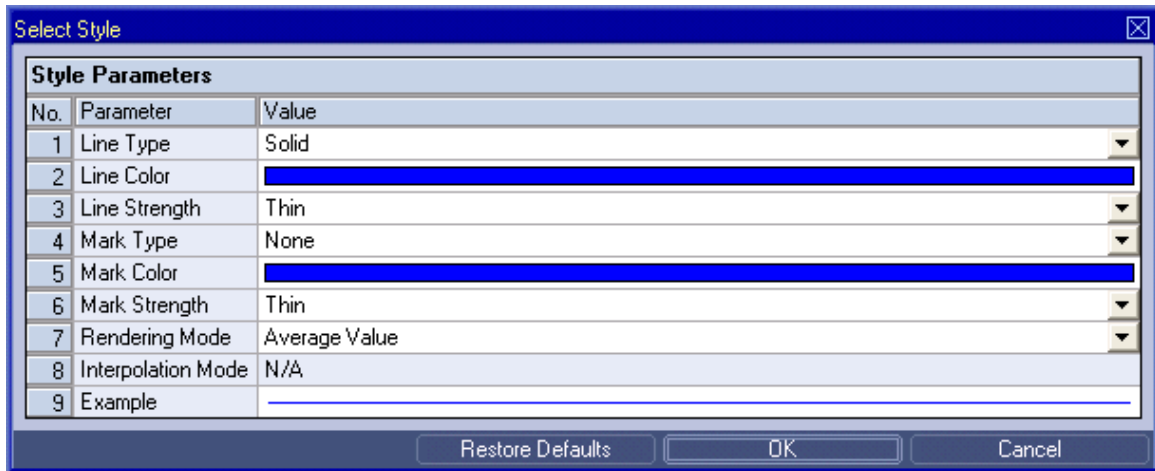 Select Style
Style Parameters
No. Parameter Value
1 Line Type Solid
2 Line Color
3 Line Strength Thin
4 Mark Type None
5 Mark Color
6 Mark Strength Thin
7 Rendering Mode Average Value
8 Interpolation Mode N/A
9 Example
Restore Defaults OK Cancel